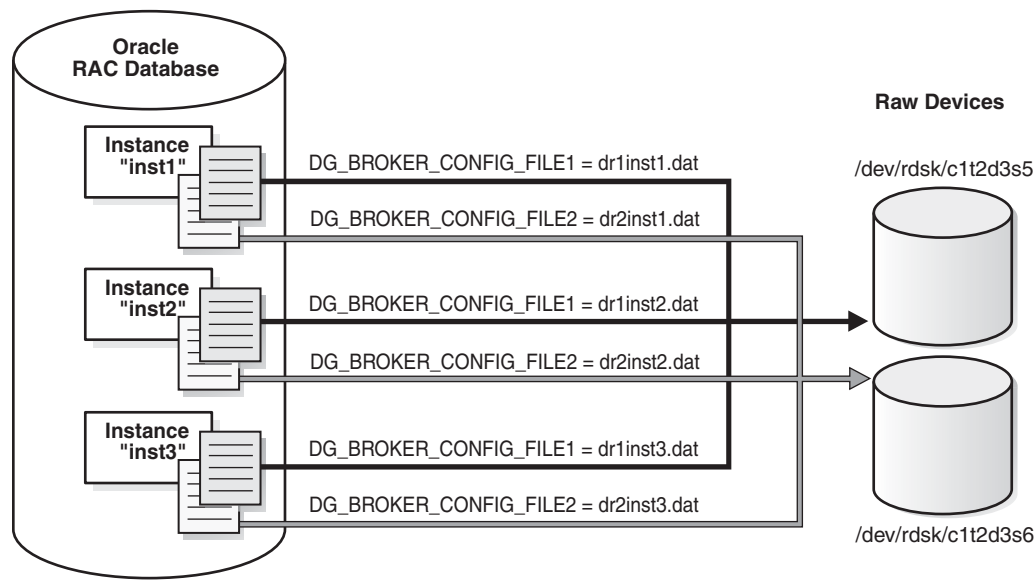 Oracle
RAC Database
Raw Devices
Instance
"inst1"
DG_BROKER_CONFIG_FILE1 = dr1inst1.dat
/dev/rdsk/c1t2d3s5
DG_BROKER_CONFIG_FILE2 = dr2inst1.dat
Instance
"inst2"
DG_BROKER_CONFIG_FILE1 = dr1inst2.dat
DG_BROKER_CONFIG_FILE2 = dr2inst2.dat
Instance
"inst3"
DG_BROKER_CONFIG_FILE1 = dr1inst3.dat
DG_BROKER_CONFIG_FILE2 = dr2inst3.dat
/dev/rdsk/c1t2d3s6